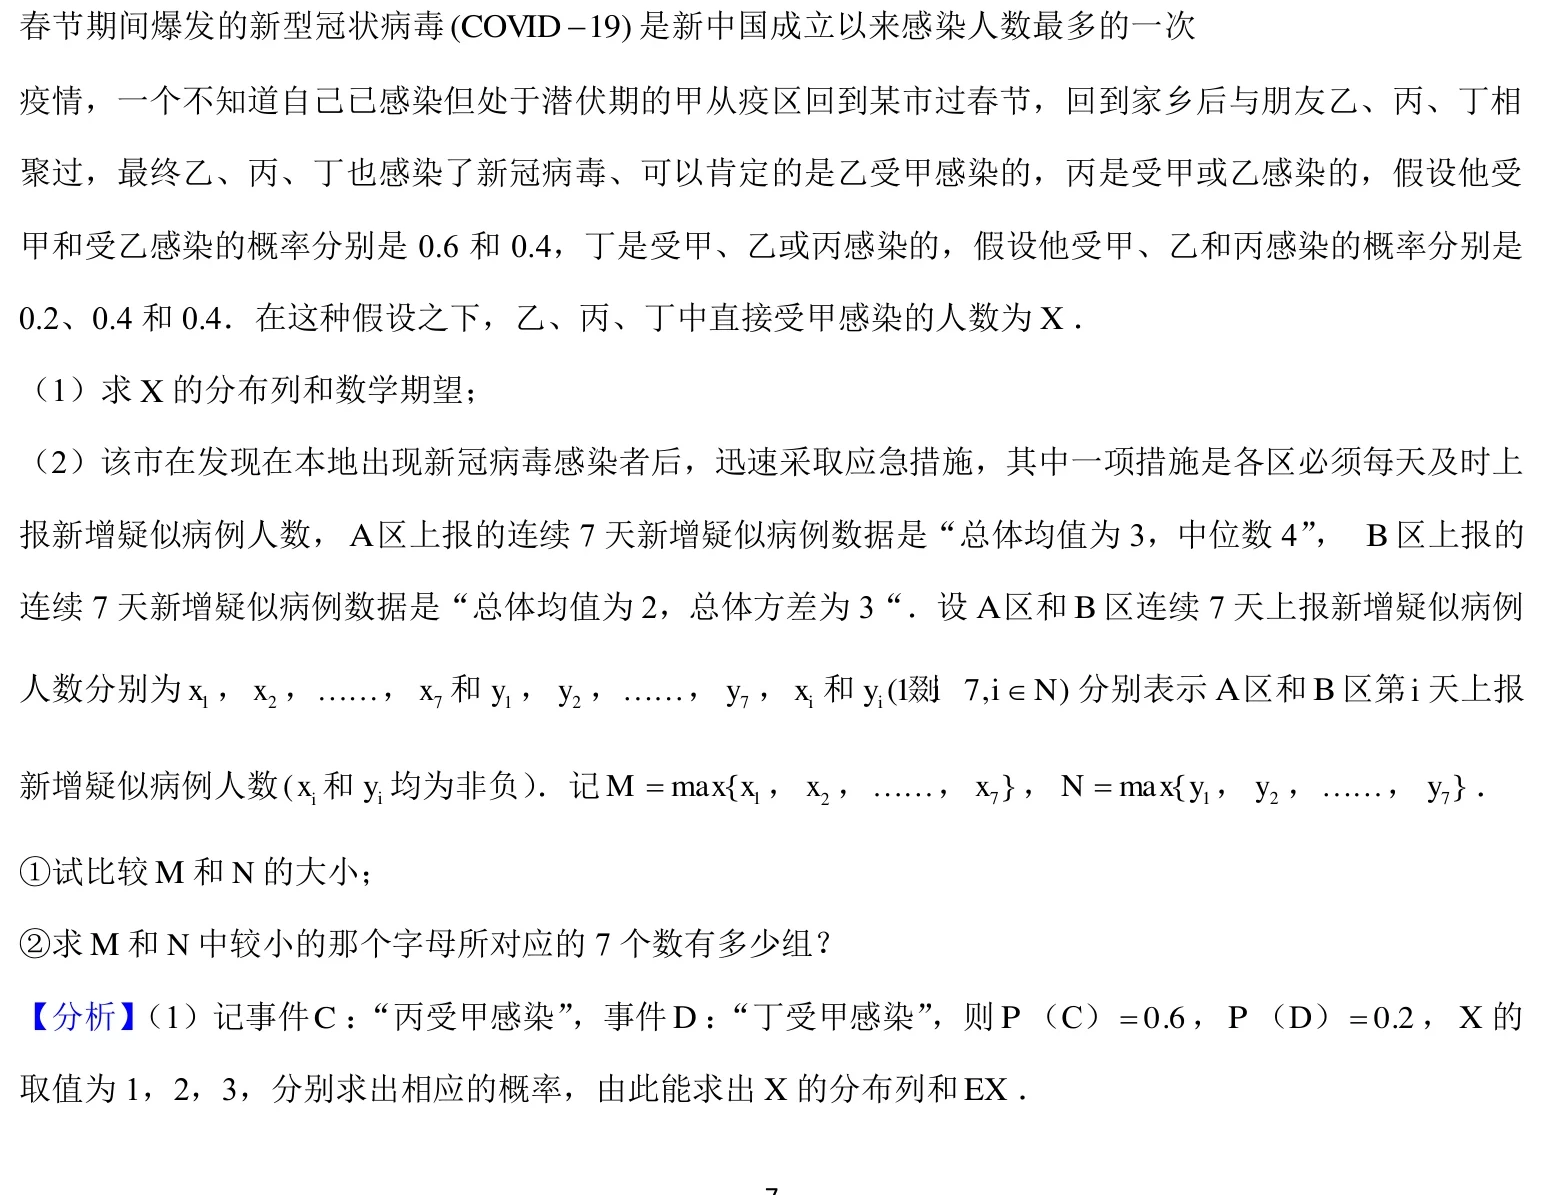 春节期间爆发的新型冠状病毒(COVID－19)是新中国成立以来感染人数最多的一次
疫情，一个不知道自己已感染但处于潜伏期的甲从疫区回到某市过春节，回到家乡后与朋友乙、丙、丁相
聚过，最终乙、丙、丁也感染了新冠病毒、可以肯定的是乙受甲感染的，丙是受甲或乙感染的，假设他受
甲和受乙感染的概率分别是 0.6 和 0.4，丁是受甲、乙或丙感染的，假设他受甲、乙和丙感染的概率分别是
0.2、0.4 和 0.4．在这种假设之下，乙、丙、丁中直接受甲感染的人数为 X．
（1）求 X 的分布列和数学期望；
（2）该市在发现在本地出现新冠病毒感染者后，迅速采取应急措施，其中一项措施是各区必须每天及时上
报新增疑似病例人数，A区上报的连续 7 天新增疑似病例数据是“总体均值为 3，中位数 4”， B 区上报的
连续 7 天新增疑似病例数据是“总体均值为 2，总体方差为 3“．设 A区和 B 区连续 7 天上报新增疑似病例
人数分别为 x₁，x₂，……，x₇ 和 y₁，y₂，……，y₇，xᵢ 和 yᵢ(1剟i 7,i∈N) 分别表示 A区和 B 区第 i 天上报
新增疑似病例人数(xᵢ 和 yᵢ 均为非负)．记 M＝max{x₁，x₂，……，x₇}，N＝max{y₁，y₂，……，y₇}．
①试比较 M 和 N 的大小；
②求 M 和 N 中较小的那个字母所对应的 7 个数有多少组？
【分析】（1）记事件 C：“丙受甲感染”，事件 D：“丁受甲感染”，则 P （C）＝0.6，P （D）＝0.2，X 的
取值为 1，2，3，分别求出相应的概率，由此能求出 X 的分布列和 EX．
7